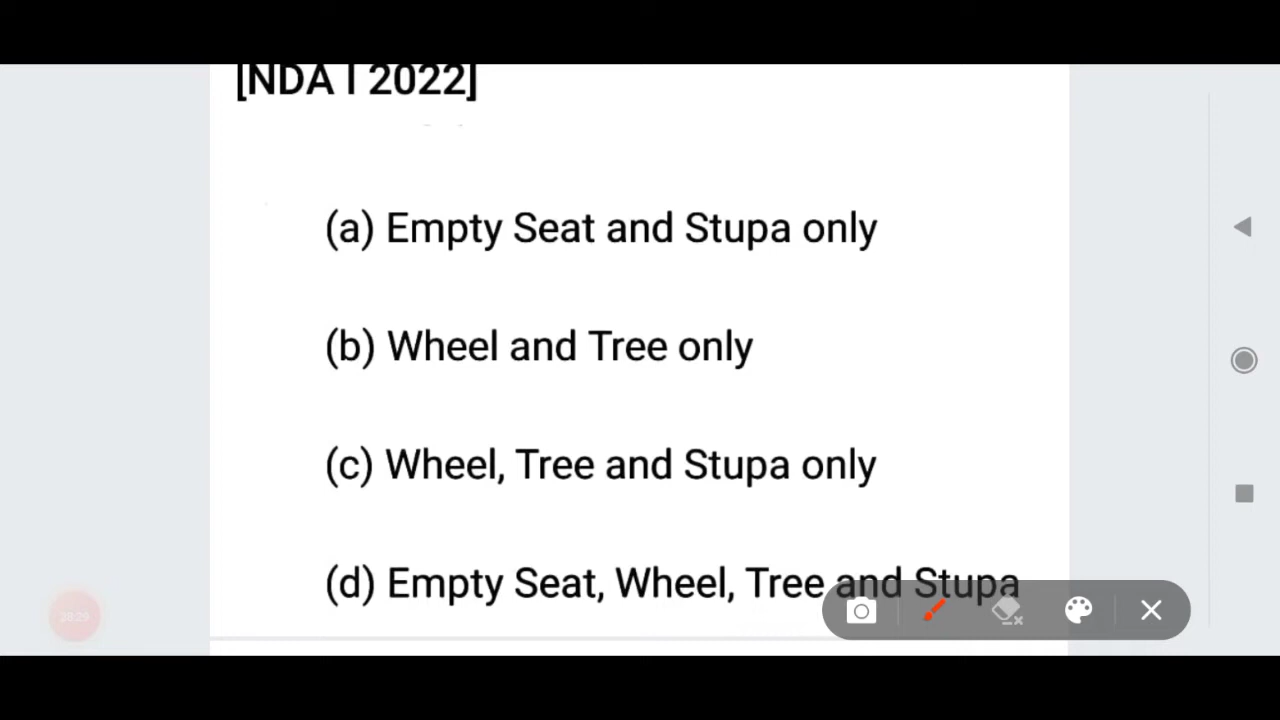 [NDA I 2022]
(a) Empty Seat and Stupa only
(b) Wheel and Tree only
(c) Wheel, Tree and Stupa only
(d) Empty Seat, Wheel, Tree and Stupa